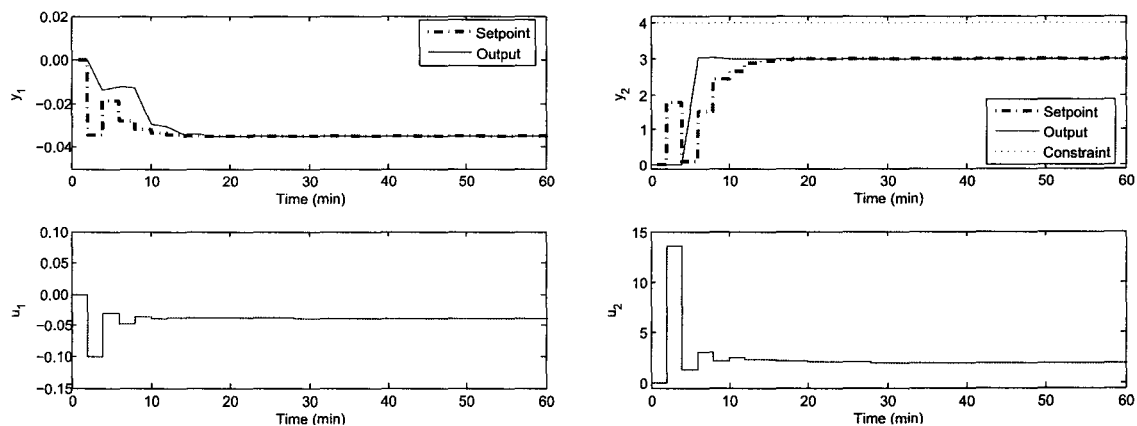 0.02
0.00
−0.02
−0.04
y1
Setpoint
Output
0 10 20 30 40 50 60
Time (min)
4
3
2
1
0
y2
Setpoint
Output
Constraint
0 10 20 30 40 50 60
Time (min)
0.10
0.05
0.00
−0.05
−0.10
−0.15
u1
0 10 20 30 40 50 60
Time (min)
15
10
5
0
u2
0 10 20 30 40 50 60
Time (min)